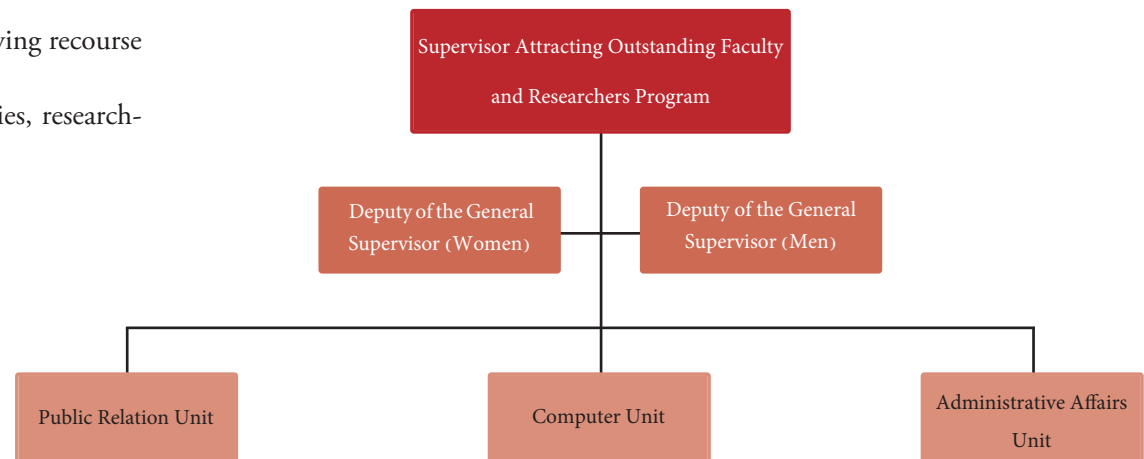 ying recourse
ies, research-
Supervisor Attracting Outstanding Faculty
and Researchers Program
Deputy of the General
Supervisor (Women)
Deputy of the General
Supervisor (Men)
Public Relation Unit
Computer Unit
Administrative Affairs
Unit